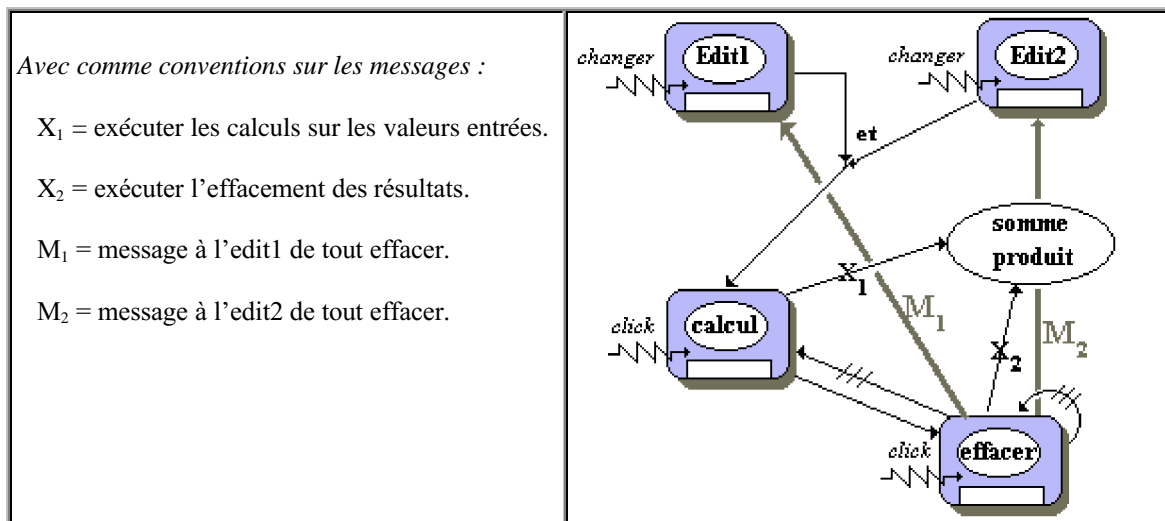 Avec comme conventions sur les messages :
X₁ = exécuter les calculs sur les valeurs entrées.
X₂ = exécuter l’effacement des résultats.
M₁ = message à l’edit1 de tout effacer.
M₂ = message à l’edit2 de tout effacer.
changer
Edit1
changer
Edit2
et
somme
produit
X₁
click
calcul
M₁
X₂
M₂
click
effacer